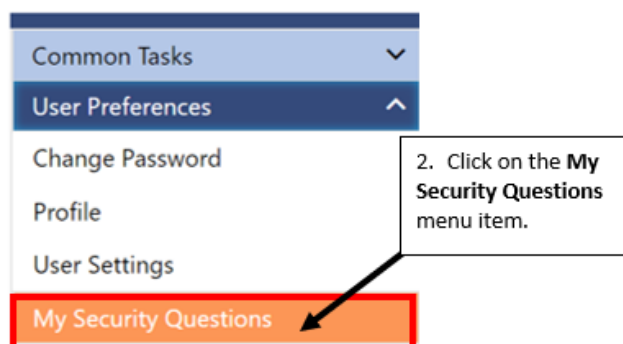 Common Tasks
User Preferences
Change Password
Profile
User Settings
My Security Questions
2. Click on the My
Security Questions
menu item.